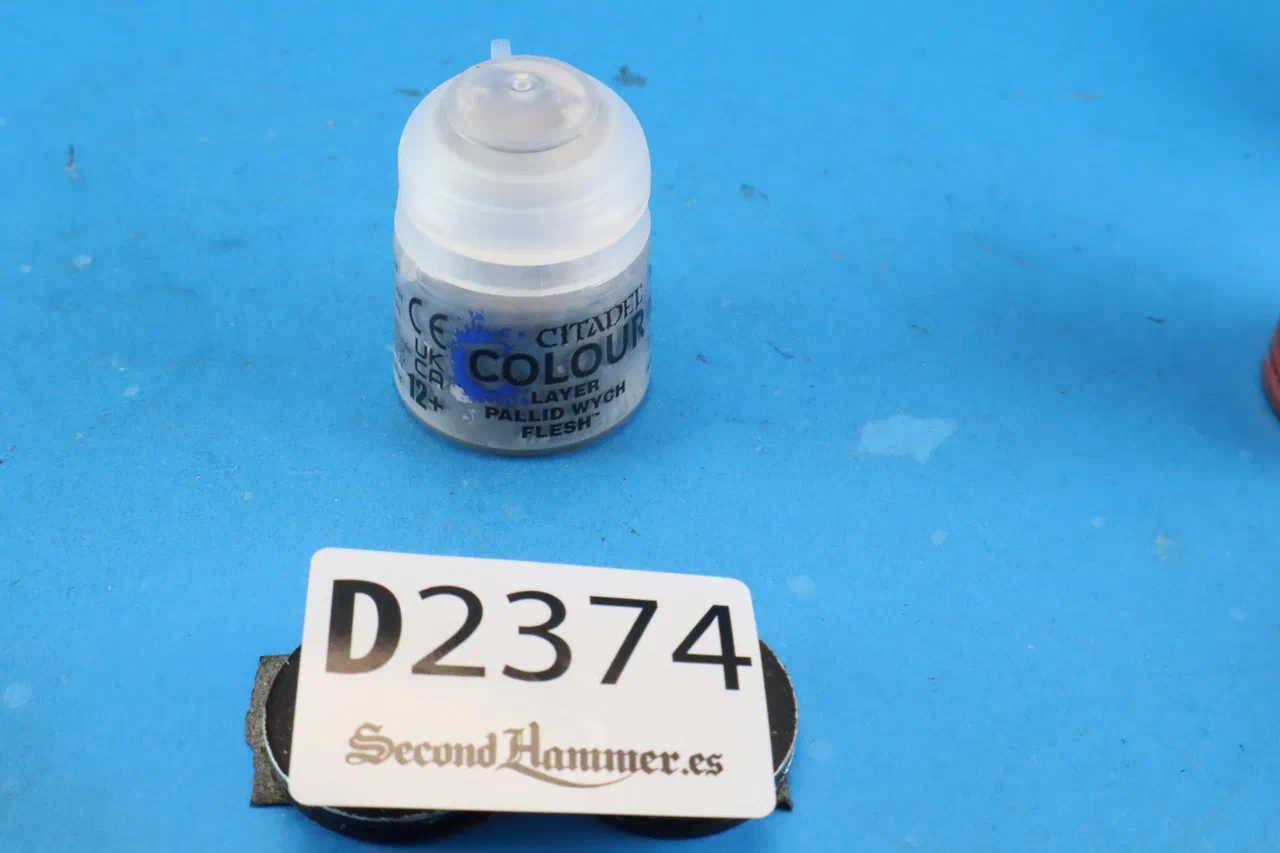 CE
UK
CA
12+
CITADEL
COLOUR
LAYER
PALLID WYCH
FLESH™
D2374
SecondHammer.es